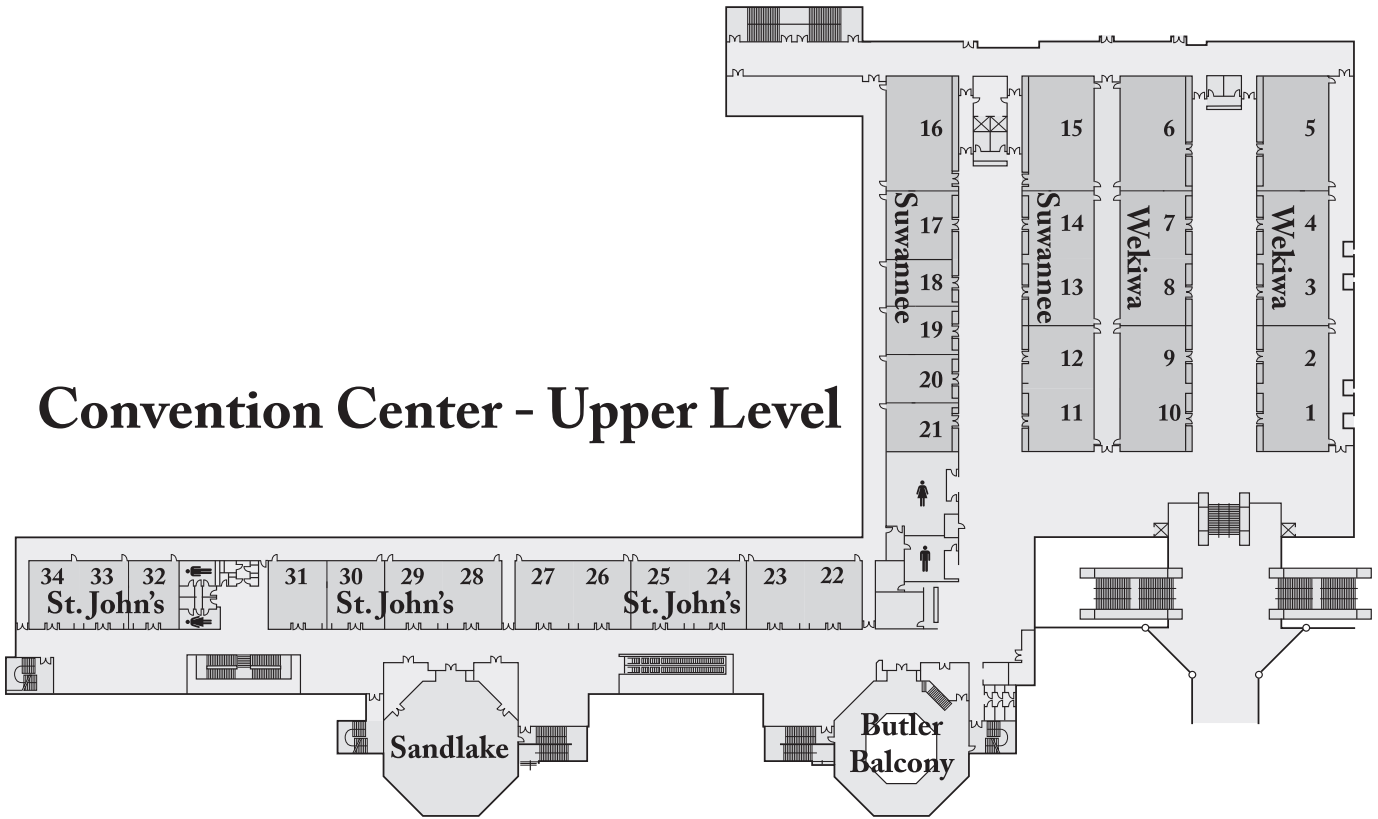 16 15 6 5
Suwannee
17
Suwannee
14
Wekiwa
7
Wekiwa
4
18
13
8
3
19
12
9
2
20
11
10
1
21
Convention Center - Upper Level
34 33 32 31 30 29 28 27 26 25 24 23 22
St. John's St. John's St. John's
Sandlake
Butler
Balcony